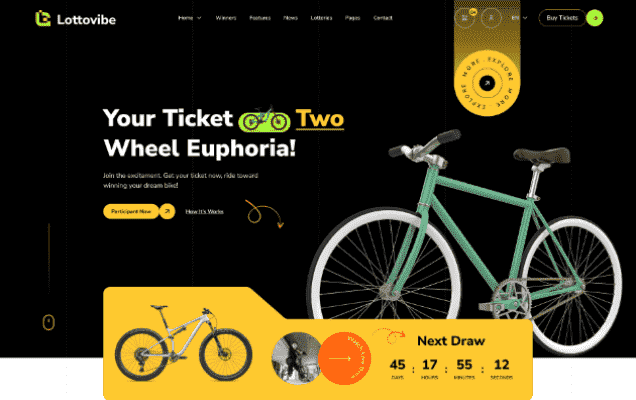 Lottovibe
Home Winners Features News Lotteries Pages Contact
EN
Buy Tickets
EXPLORE MORE · EXPLORE MORE
Your Ticket Two
Wheel Euphoria!
Join the excitement. Get your ticket now, ride toward
winning your dream bike!
Participant Now
How It's Works
Next Draw
45 : 17 : 55 : 12
DAYS HOURS MINUTES SECONDS